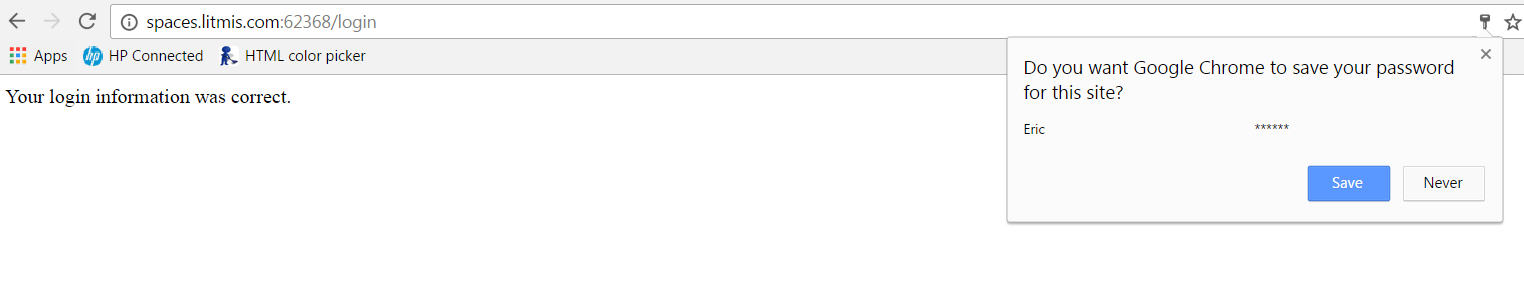 spaces.litmis.com:62368/login
Apps HP Connected HTML color picker
Your login information was correct.
Do you want Google Chrome to save your password
for this site?
Eric ******
Save Never